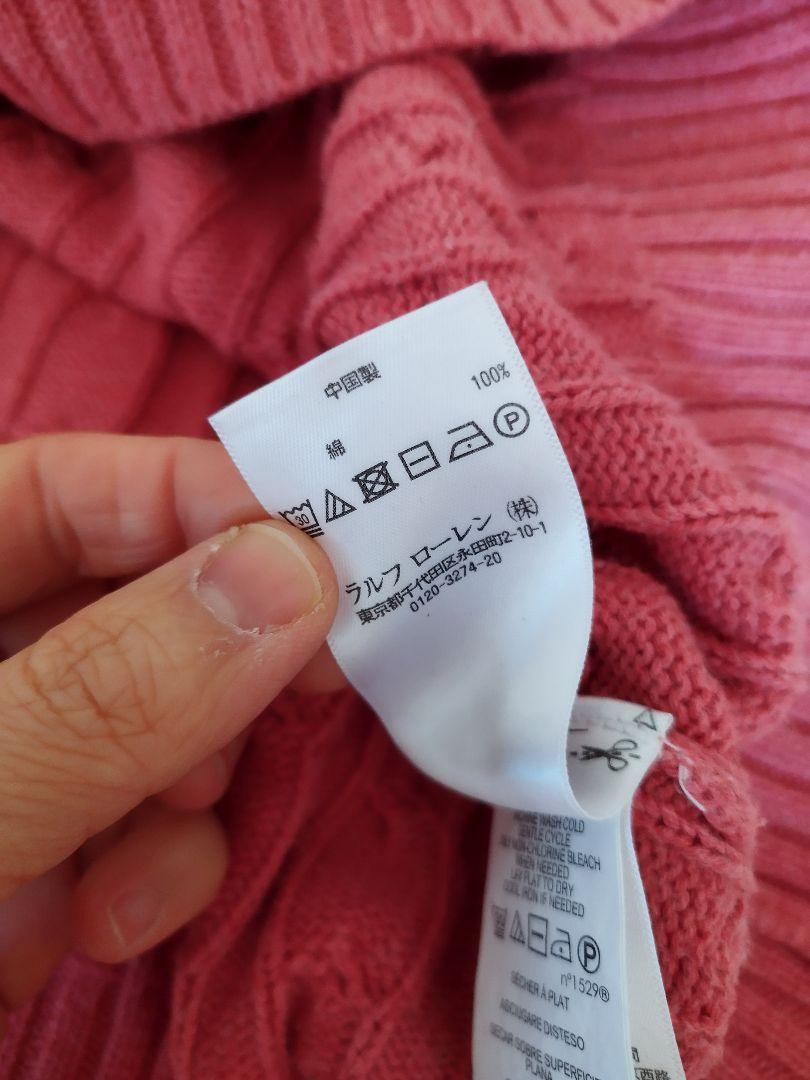 中国製
綿 100%
30 P
ラルフ ローレン (株)
東京都千代田区永田町2-10-1
0120-3274-20
WASH COLD
GENTLE CYCLE
NON-CHLORINE BLEACH
WHEN NEEDED
LAY FLAT TO DRY
COOL IRON IF NEEDED
P
nº1529®
SÉCHER À PLAT
ASCIUGARE DISTESO
SECAR SOBRE SUPERFICIE
PLANA